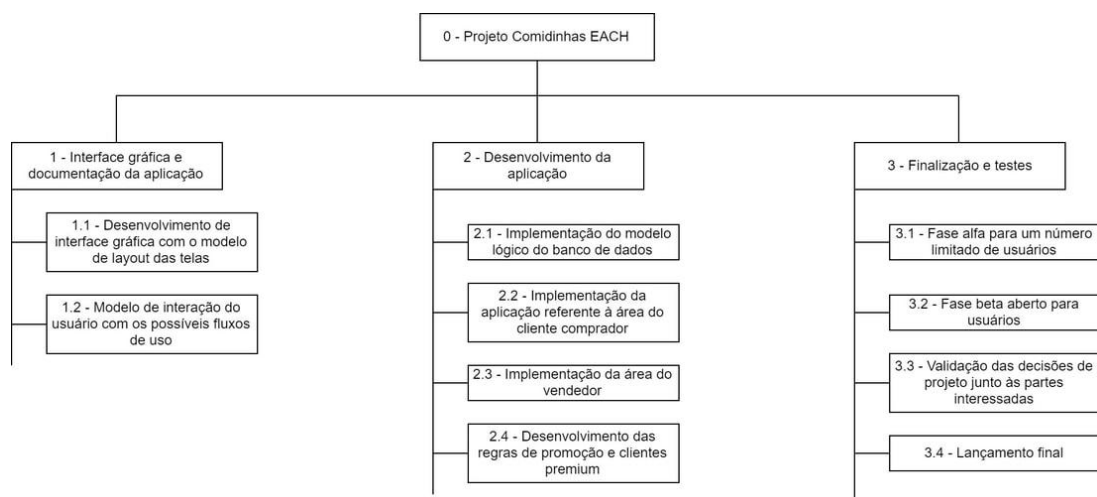 0 - Projeto Comidinhas EACH
1 - Interface gráfica e
documentação da aplicação
1.1 - Desenvolvimento de
interface gráfica com o modelo
de layout das telas
1.2 - Modelo de interação do
usuário com os possíveis fluxos
de uso
2 - Desenvolvimento da
aplicação
2.1 - Implementação do modelo
lógico do banco de dados
2.2 - Implementação da
aplicação referente à área do
cliente comprador
2.3 - Implementação da área do
vendedor
2.4 - Desenvolvimento das
regras de promoção e clientes
premium
3 - Finalização e testes
3.1 - Fase alfa para um número
limitado de usuários
3.2 - Fase beta aberto para
usuários
3.3 - Validação das decisões de
projeto junto às partes
interessadas
3.4 - Lançamento final